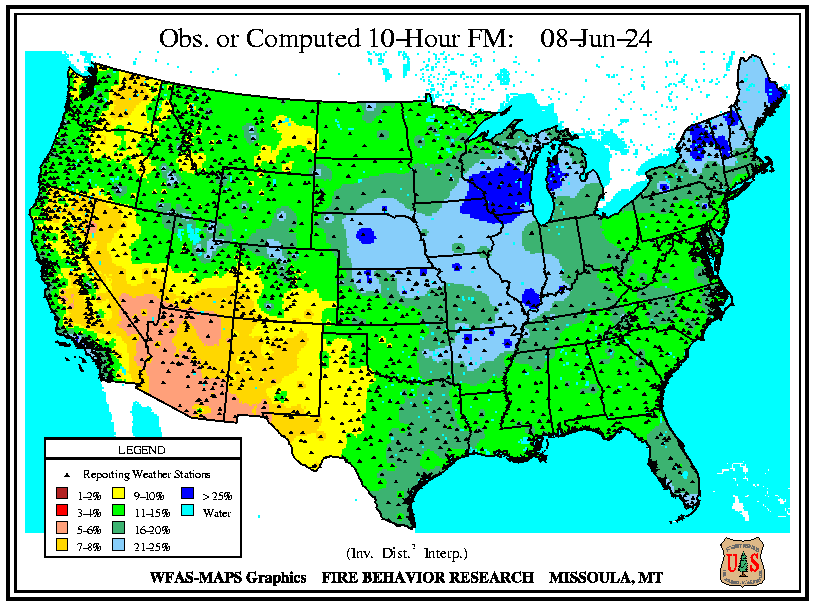 Obs. or Computed 10-Hour FM: 08-Jun-24
LEGEND
Reporting Weather Stations
1-2% 9-10% > 25%
3-4% 11-15% Water
5-6% 16-20%
7-8% 21-25%
(Inv. Dist.² Interp.)
WFAS-MAPS Graphics FIRE BEHAVIOR RESEARCH MISSOULA, MT
U S